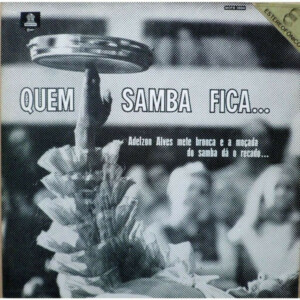 ESTEREOFÔNICO
QUEM SAMBA FICA...
Adelzon Alves mete bronca e a moçada
do samba dá o recado...